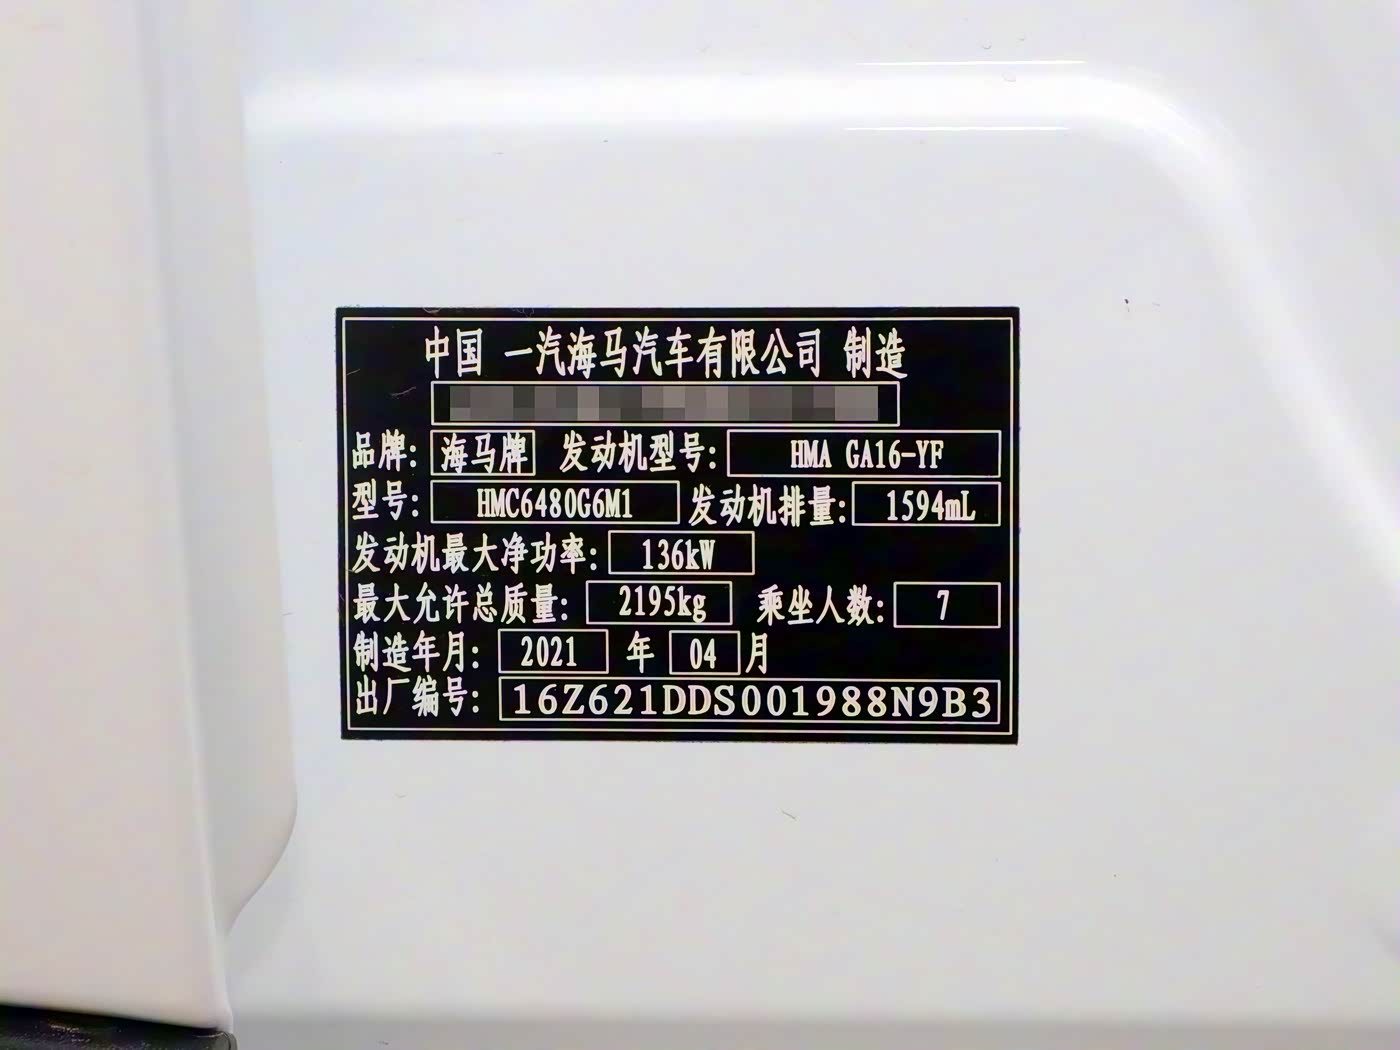 中国 一汽海马汽车有限公司 制造
品牌: 海马牌 发动机型号: HMA GA16-YF
型号: HMC6480G6M1 发动机排量: 1594mL
发动机最大净功率: 136kW
最大允许总质量: 2195kg 乘坐人数: 7
制造年月: 2021 年 04 月
出厂编号: 16Z621DDS001988N9B3